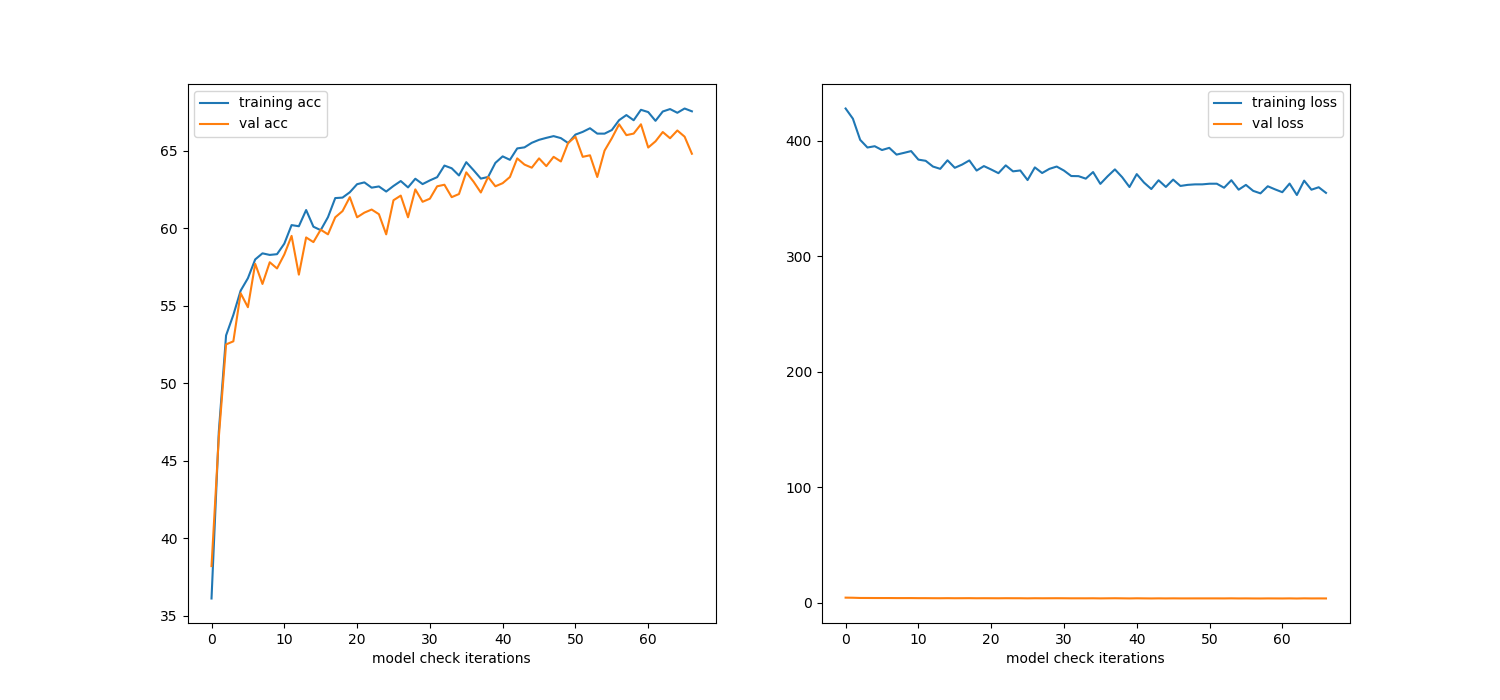 training acc
val acc
65
60
55
50
45
40
35
0 10 20 30 40 50 60
model check iterations
training loss
val loss
400
300
200
100
0
0 10 20 30 40 50 60
model check iterations